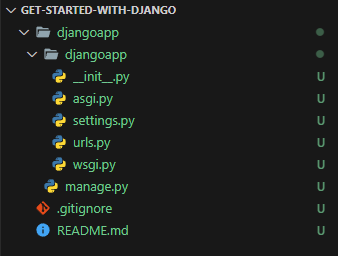 GET-STARTED-WITH-DJANGO
djangoapp
djangoapp
__init__.py U
asgi.py U
settings.py U
urls.py U
wsgi.py U
manage.py U
.gitignore U
README.md U